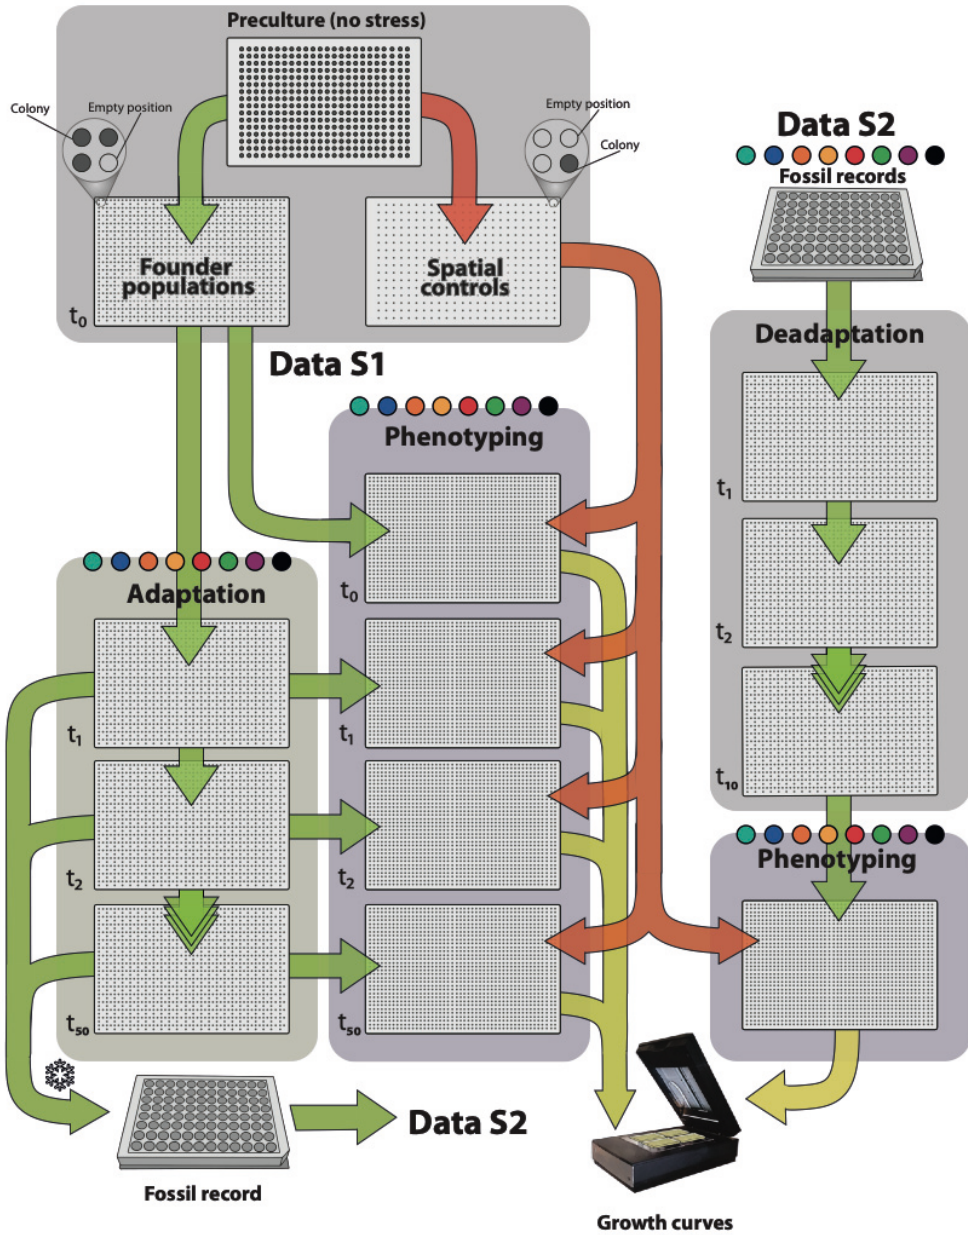 Preculture (no stress)
Colony
Empty position
Empty position
Colony
Founder
populations
t0
Spatial
controls
Data S1
Data S2
Fossil records
Deadaptation
t1
t2
t10
Phenotyping
Phenotyping
t0
t1
t2
t50
Adaptation
t1
t2
t50
Fossil record
Data S2
Growth curves